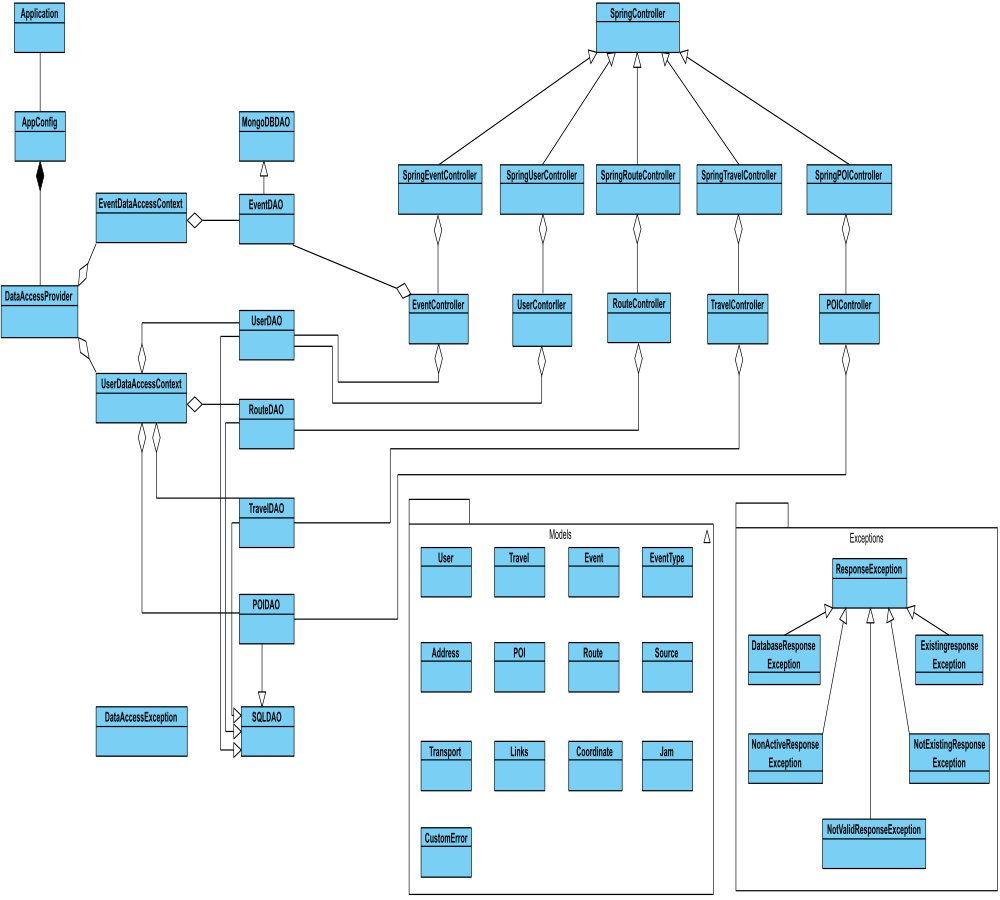 Application
SpringController
AppConfig
MongoDBDAO
SpringEventController
SpringUserController
SpringRouteController
SpringTravelController
SpringPOIController
EventDataAccessContext
EventDAO
DataAccessProvider
EventController
UserContorller
RouteController
TravelController
POIController
UserDAO
UserDataAccessContext
RouteDAO
TravelDAO
POIDAO
DataAccessException
SQLDAO
Models
User
Travel
Event
EventType
Address
POI
Route
Source
Transport
Links
Coordinate
Jam
CustomError
Exceptions
ResponseException
DatabaseResponse
Exception
Existingresponse
Exception
NonActiveResponse
Exception
NotExistingResponse
Exception
NotValidResponseException